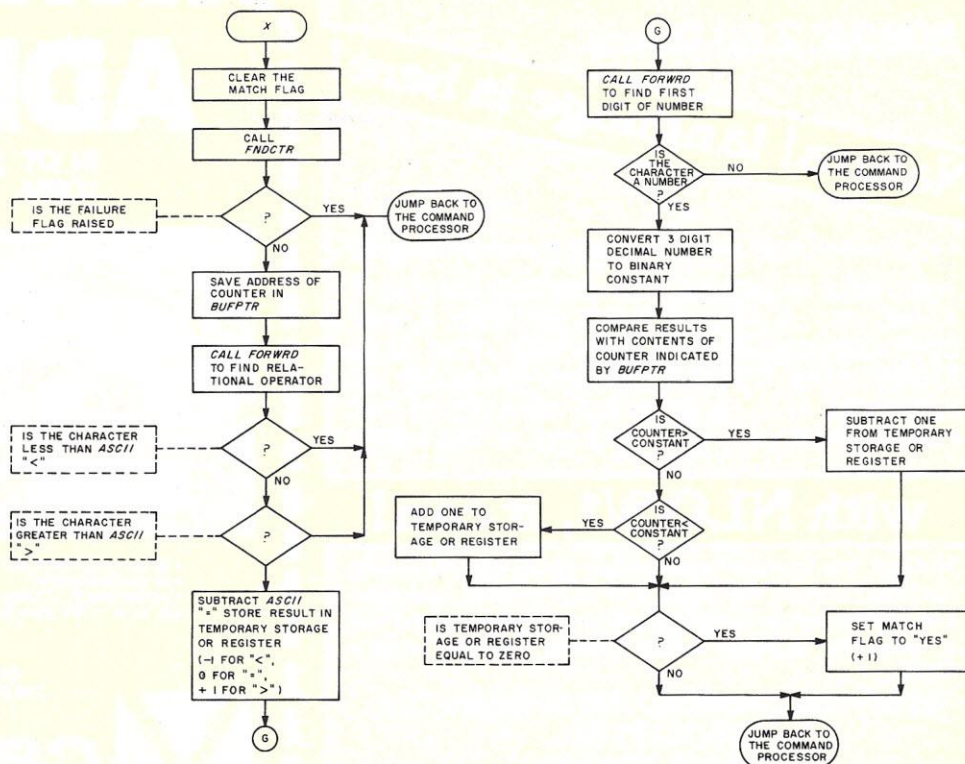 X
CLEAR THE
MATCH FLAG
CALL
FNDCTR
IS THE FAILURE
FLAG RAISED
?
YES
JUMP BACK TO
THE COMMAND
PROCESSOR
NO
SAVE ADDRESS OF
COUNTER IN
BUFPTR
CALL FORWRD
TO FIND RELA-
TIONAL OPERATOR
IS THE CHARACTER
LESS THAN ASCII
"<"
?
YES
NO
IS THE CHARACTER
GREATER THAN ASCII
">"
?
SUBTRACT ASCII
"=" STORE RESULT IN
TEMPORARY STORAGE
OR REGISTER
(-1 FOR "<",
0 FOR "=",
+1 FOR ">")
G
G
CALL FORWRD
TO FIND FIRST
DIGIT OF NUMBER
IS
THE
CHARACTER
A NUMBER
?
NO
JUMP BACK TO
THE COMMAND
PROCESSOR
YES
CONVERT 3 DIGIT
DECIMAL NUMBER
TO BINARY
CONSTANT
COMPARE RESULTS
WITH CONTENTS OF
COUNTER INDICATED
BY BUFPTR
IS
COUNTER>
CONSTANT
?
YES
SUBTRACT ONE
FROM TEMPORARY
STORAGE OR
REGISTER
NO
IS
COUNTER<
CONSTANT
?
YES
ADD ONE TO
TEMPORARY STOR-
AGE OR REGISTER
NO
IS TEMPORARY STOR-
AGE OR REGISTER
EQUAL TO ZERO
?
YES
SET MATCH
FLAG TO "YES"
(+1)
NO
JUMP BACK TO
THE COMMAND
PROCESSOR